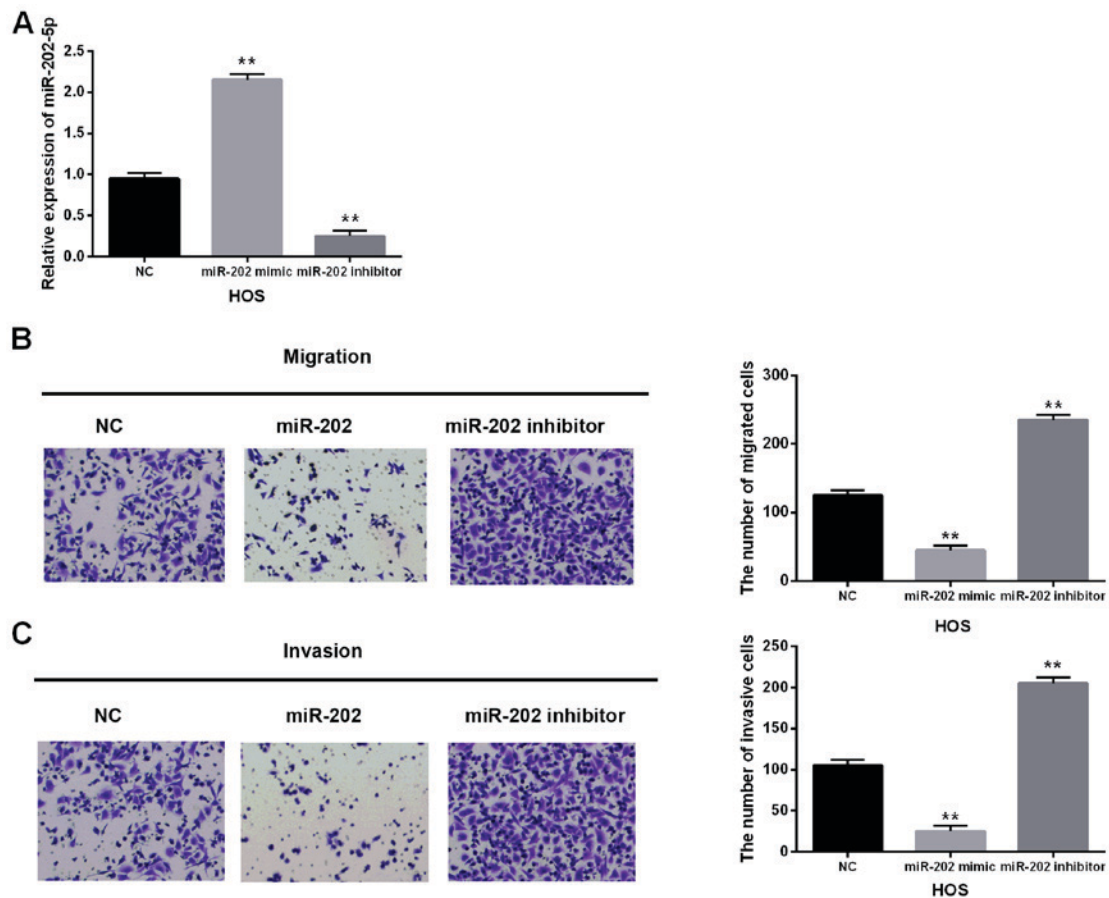 A
Relative expression of miR-202-5p
2.5
2.0
1.5
1.0
0.5
0.0
**
**
NC
miR-202 mimic
miR-202 inhibitor
HOS
B
Migration
NC
miR-202
miR-202 inhibitor
The number of migrated cells
300
200
100
0
**
**
NC
miR-202 mimic
miR-202 inhibitor
HOS
C
Invasion
NC
miR-202
miR-202 inhibitor
The number of invasive cells
250
200
150
100
50
0
**
**
NC
miR-202 mimic
miR-202 inhibitor
HOS